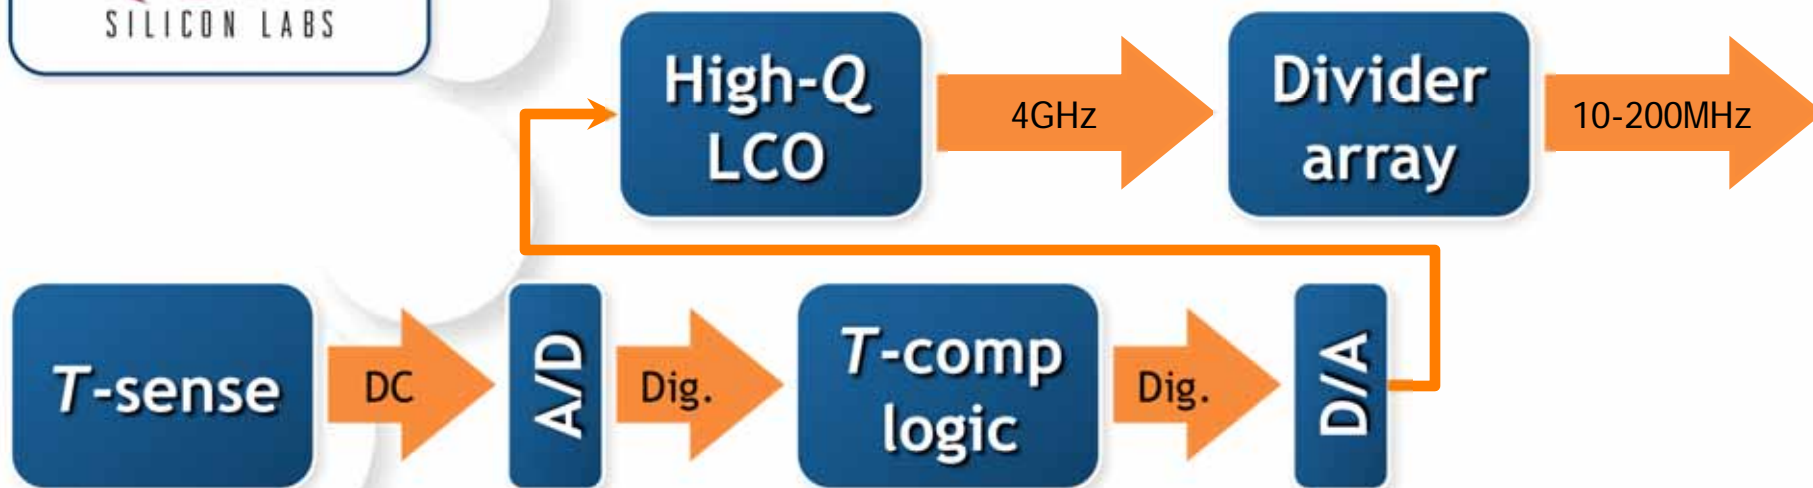 SILICON LABS
High-Q
LCO
4GHz
Divider
array
10-200MHz
T-sense
DC
A/D
Dig.
T-comp
logic
Dig.
D/A